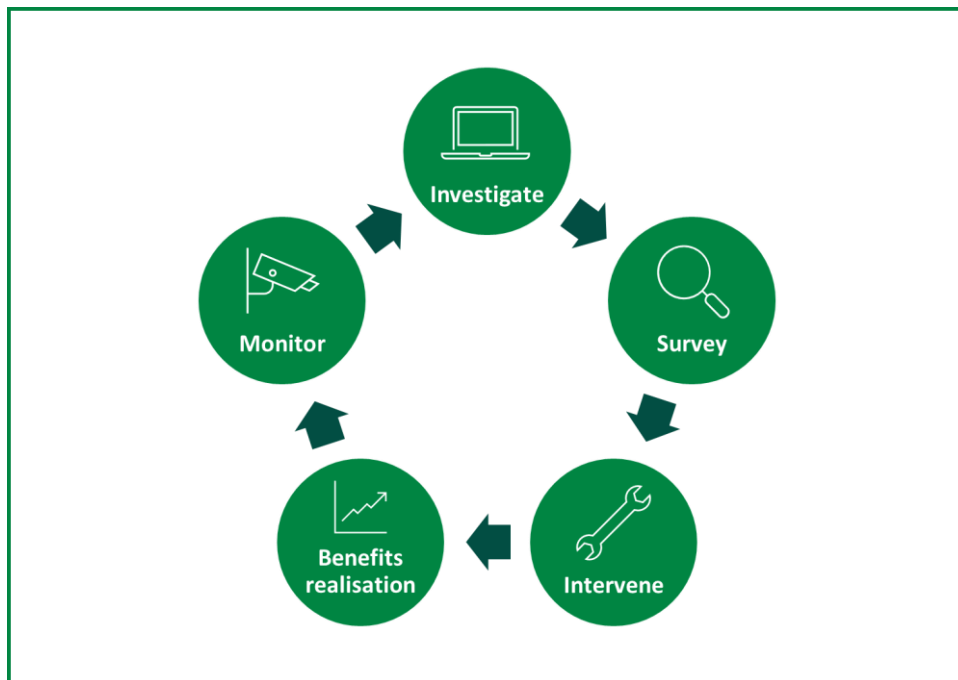 Investigate
Survey
Intervene
Benefits
realisation
Monitor